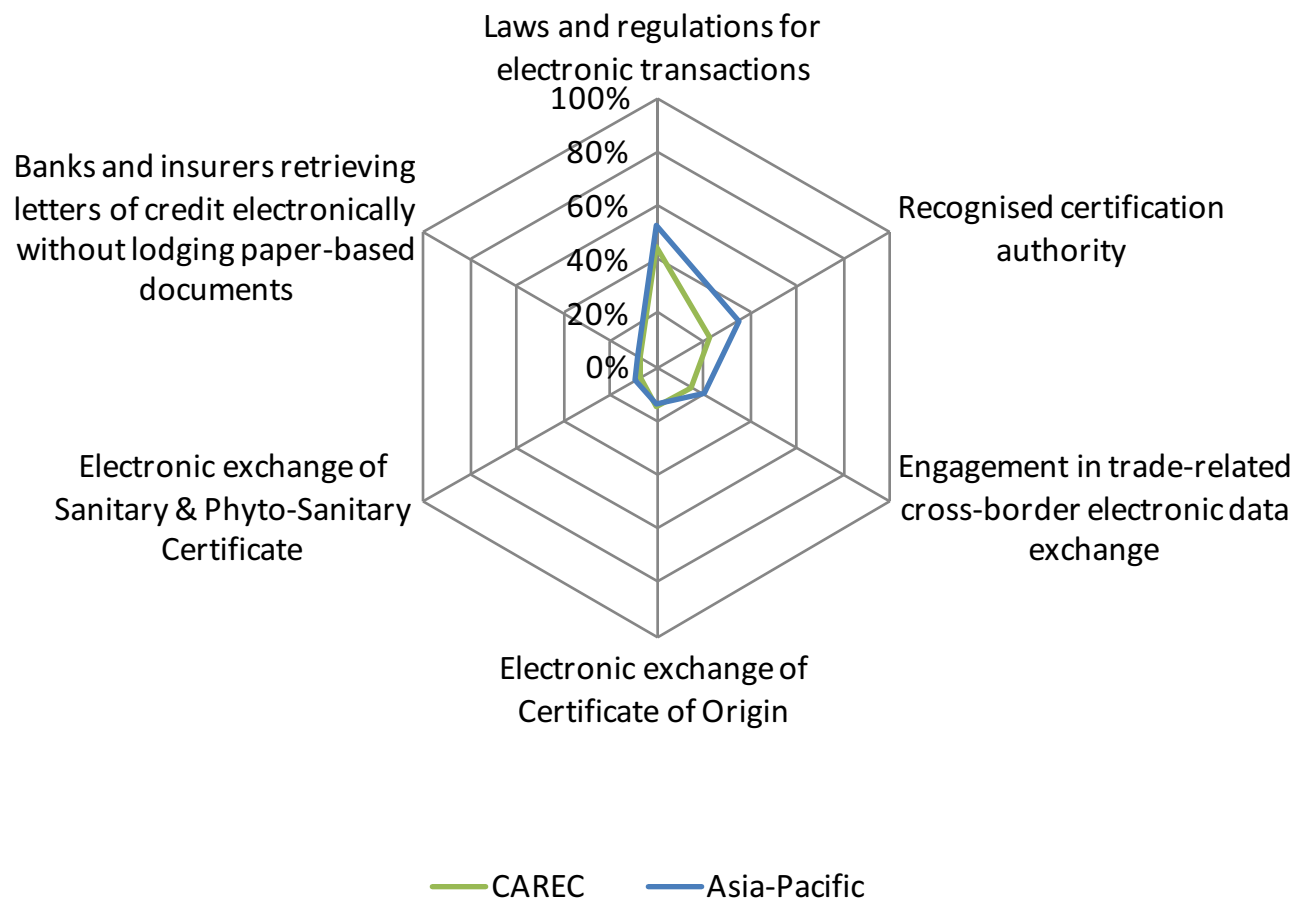 Laws and regulations for
electronic transactions
100%
80%
60%
40%
20%
0%
Banks and insurers retrieving
letters of credit electronically
without lodging paper-based
documents
Recognised certification
authority
Electronic exchange of
Sanitary & Phyto-Sanitary
Certificate
Engagement in trade-related
cross-border electronic data
exchange
Electronic exchange of
Certificate of Origin
CAREC
Asia-Pacific